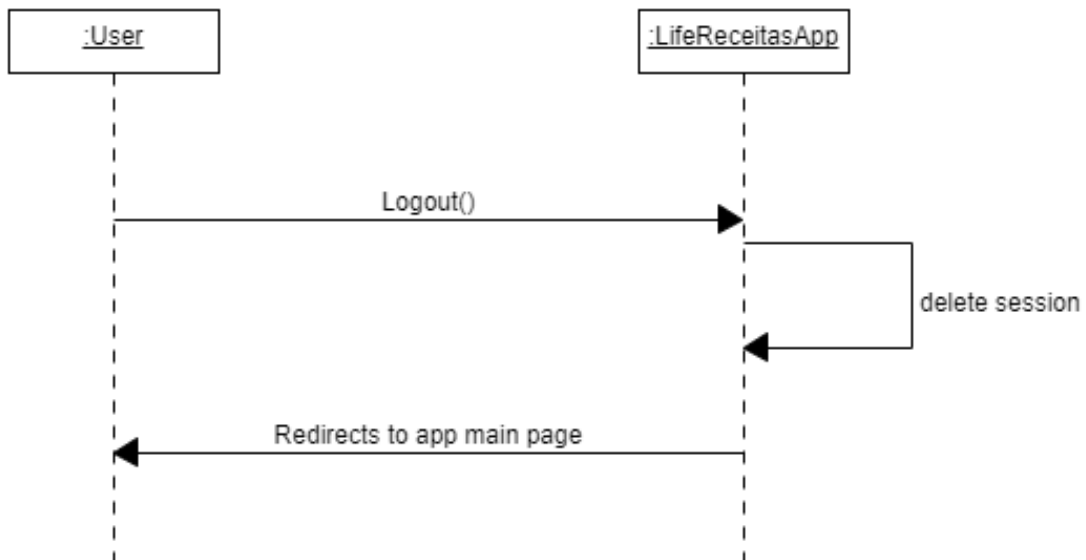 :User
:LifeReceitasApp
Logout()
delete session
Redirects to app main page